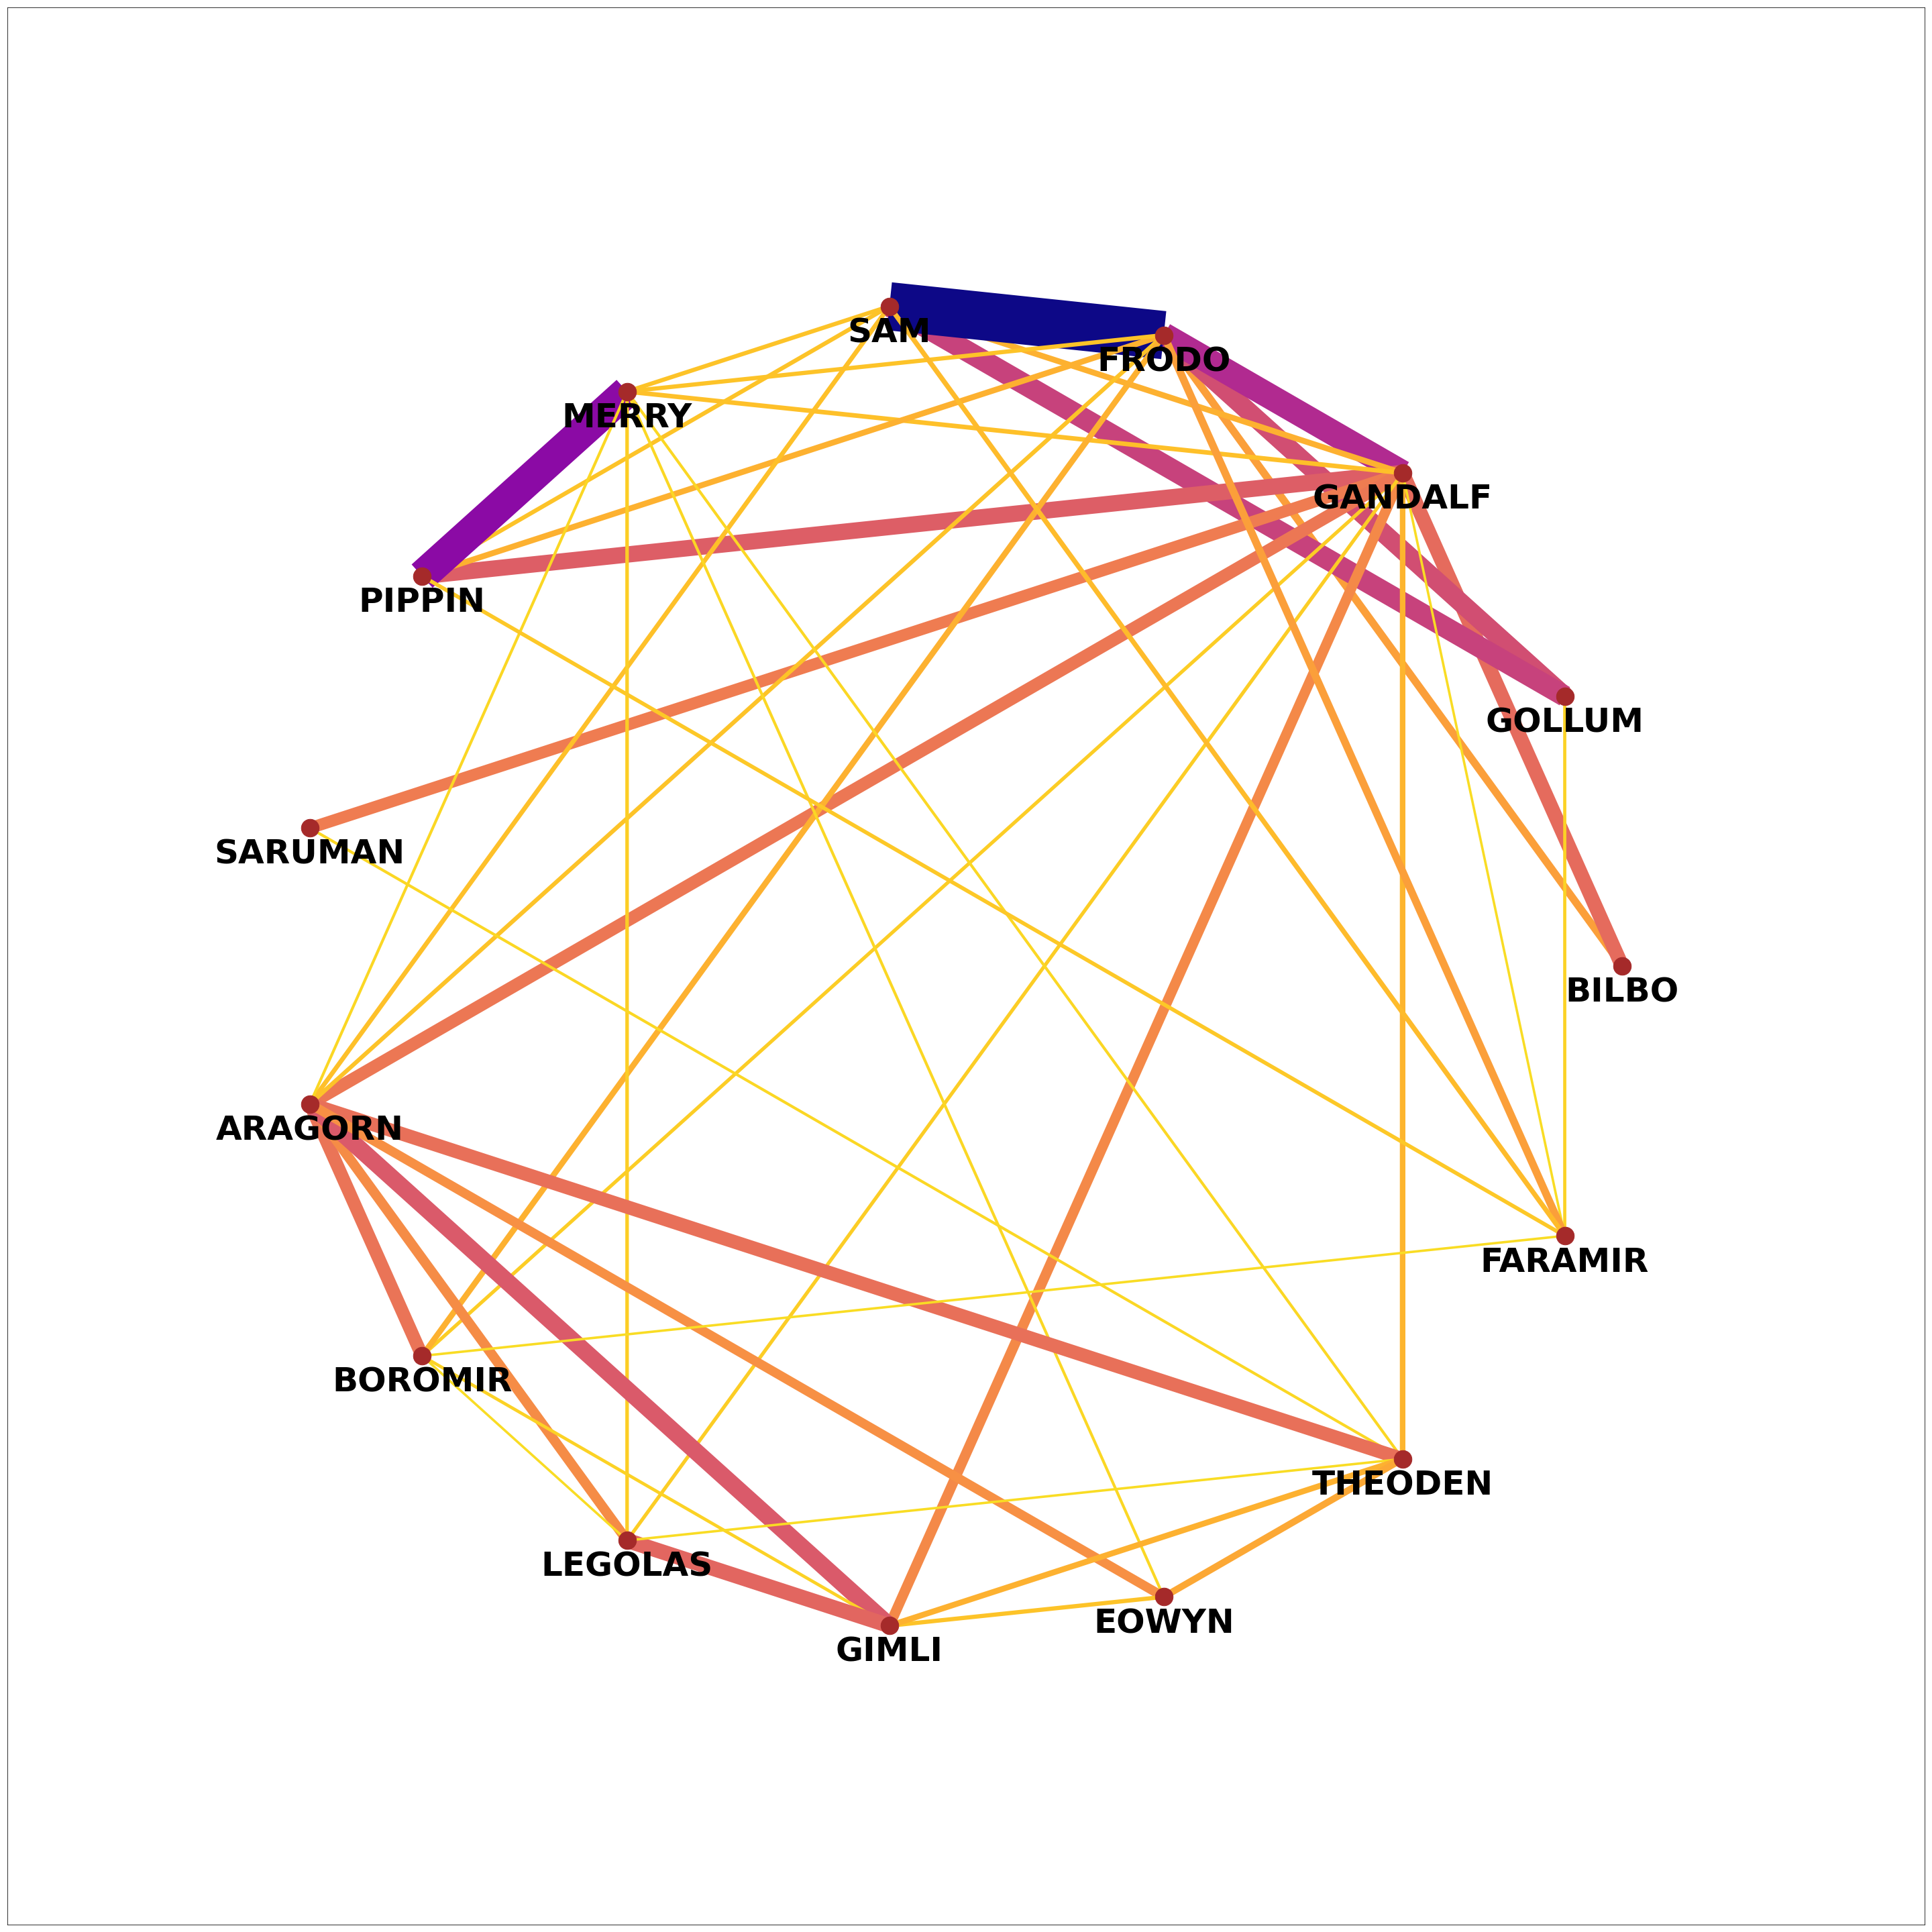 SAM
FRODO
MERRY
GANDALF
PIPPIN
GOLLUM
SARUMAN
BILBO
ARAGORN
FARAMIR
BOROMIR
THEODEN
LEGOLAS
EOWYN
GIMLI